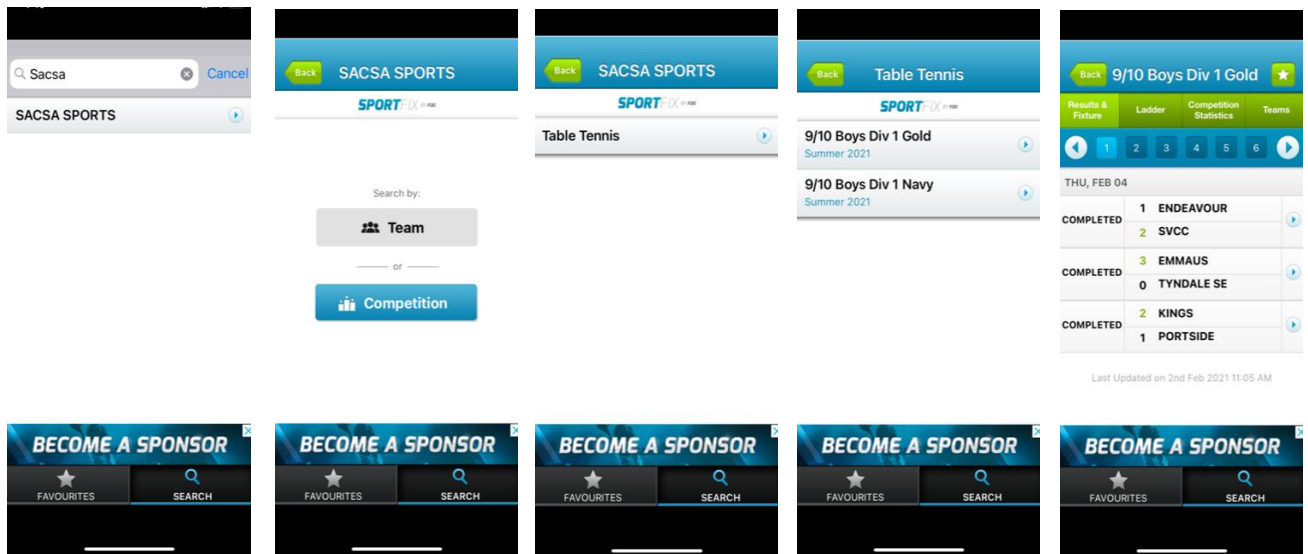 Sacsa
Cancel
SACSA SPORTS
BECOME A SPONSOR
FAVOURITES
SEARCH
Back
SACSA SPORTS
SPORTFIX
Search by:
Team
or
Competition
BECOME A SPONSOR
FAVOURITES
SEARCH
Back
SACSA SPORTS
SPORTFIX
Table Tennis
BECOME A SPONSOR
FAVOURITES
SEARCH
Back
Table Tennis
SPORTFIX
9/10 Boys Div 1 Gold
Summer 2021
9/10 Boys Div 1 Navy
Summer 2021
BECOME A SPONSOR
FAVOURITES
SEARCH
Back
9/10 Boys Div 1 Gold
Results &
Fixture
Ladder
Competition
Statistics
Teams
1 2 3 4 5 6
THU, FEB 04
COMPLETED
1 ENDEAVOUR
2 SVCC
COMPLETED
3 EMMAUS
0 TYNDALE SE
COMPLETED
2 KINGS
1 PORTSIDE
Last Updated on 2nd Feb 2021 11:05 AM
BECOME A SPONSOR
FAVOURITES
SEARCH